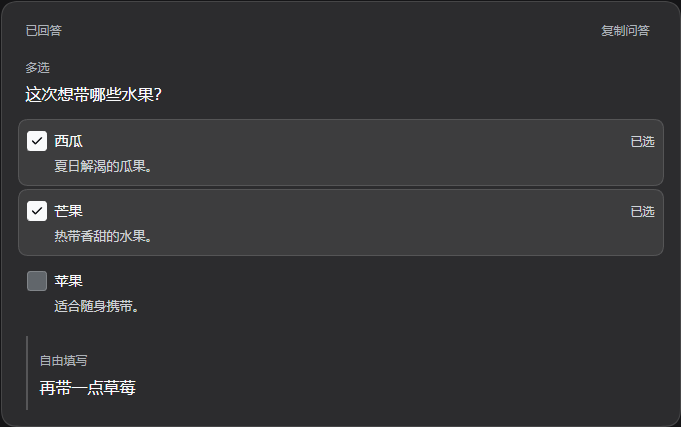 已回答
复制问答
多选
这次想带哪些水果？
西瓜
已选
夏日解渴的瓜果。
芒果
已选
热带香甜的水果。
苹果
适合随身携带。
自由填写
再带一点草莓